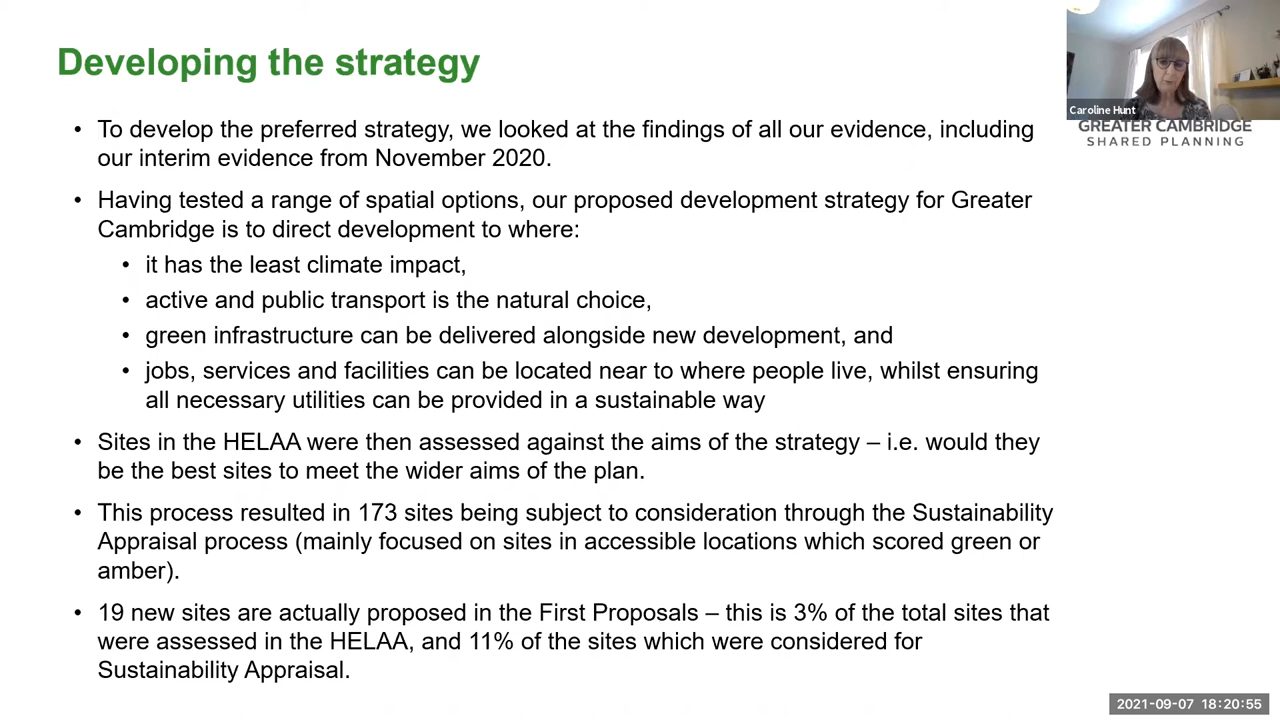 Developing the strategy
• To develop the preferred strategy, we looked at the findings of all our evidence, including
our interim evidence from November 2020.
• Having tested a range of spatial options, our proposed development strategy for Greater
Cambridge is to direct development to where:
• it has the least climate impact,
• active and public transport is the natural choice,
• green infrastructure can be delivered alongside new development, and
• jobs, services and facilities can be located near to where people live, whilst ensuring
all necessary utilities can be provided in a sustainable way
• Sites in the HELAA were then assessed against the aims of the strategy – i.e. would they
be the best sites to meet the wider aims of the plan.
• This process resulted in 173 sites being subject to consideration through the Sustainability
Appraisal process (mainly focused on sites in accessible locations which scored green or
amber).
• 19 new sites are actually proposed in the First Proposals – this is 3% of the total sites that
were assessed in the HELAA, and 11% of the sites which were considered for
Sustainability Appraisal.
Caroline Hunt
GREATER CAMBRIDGE
SHARED PLANNING
2021-09-07 18:20:55